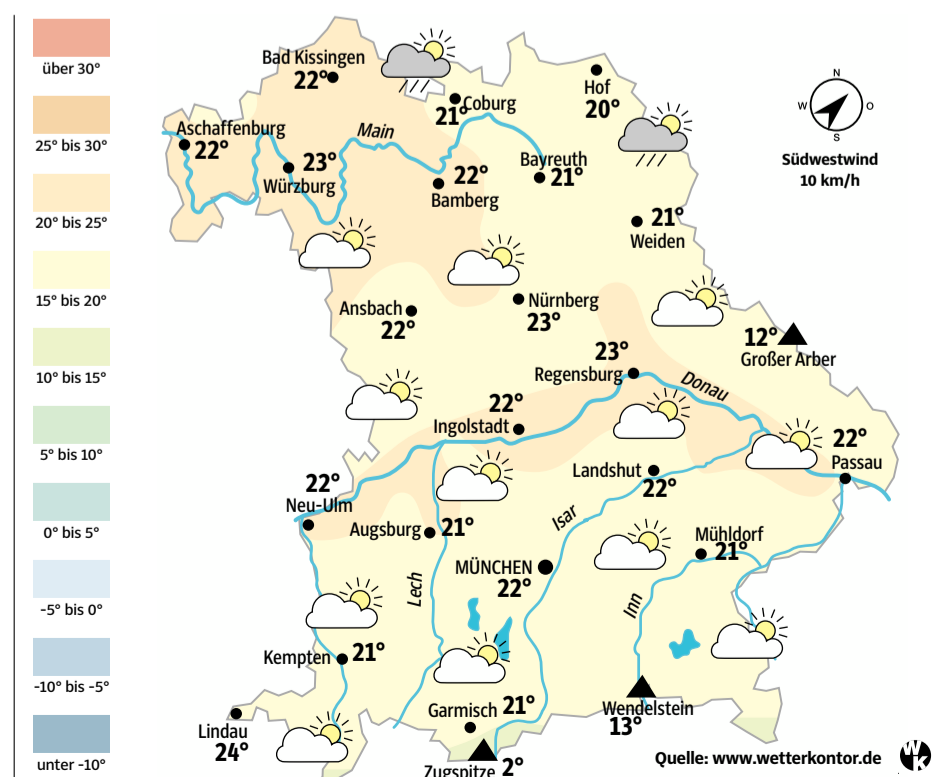 über 30°
25° bis 30°
20° bis 25°
15° bis 20°
10° bis 15°
5° bis 10°
0° bis 5°
-5° bis 0°
-10° bis -5°
unter -10°
Bad Kissingen
22°
Coburg
21°
Hof
20°
Aschaffenburg
22°
Main
23°
Würzburg
22°
Bamberg
Bayreuth
21°
21°
Weiden
N
W
O
S
Südwestwind
10 km/h
Ansbach
22°
Nürnberg
23°
12°
Großer Arber
23°
Regensburg
Donau
22°
Ingolstadt
22°
Passau
Landshut
22°
22°
Neu-Ulm
Augsburg
21°
Isar
Mühldorf
21°
MÜNCHEN
22°
Lech
Inn
Kempten
21°
Lindau
24°
Garmisch
21°
Wendelstein
13°
Zugspitze
2°
Quelle: www.wetterkontor.de
WK